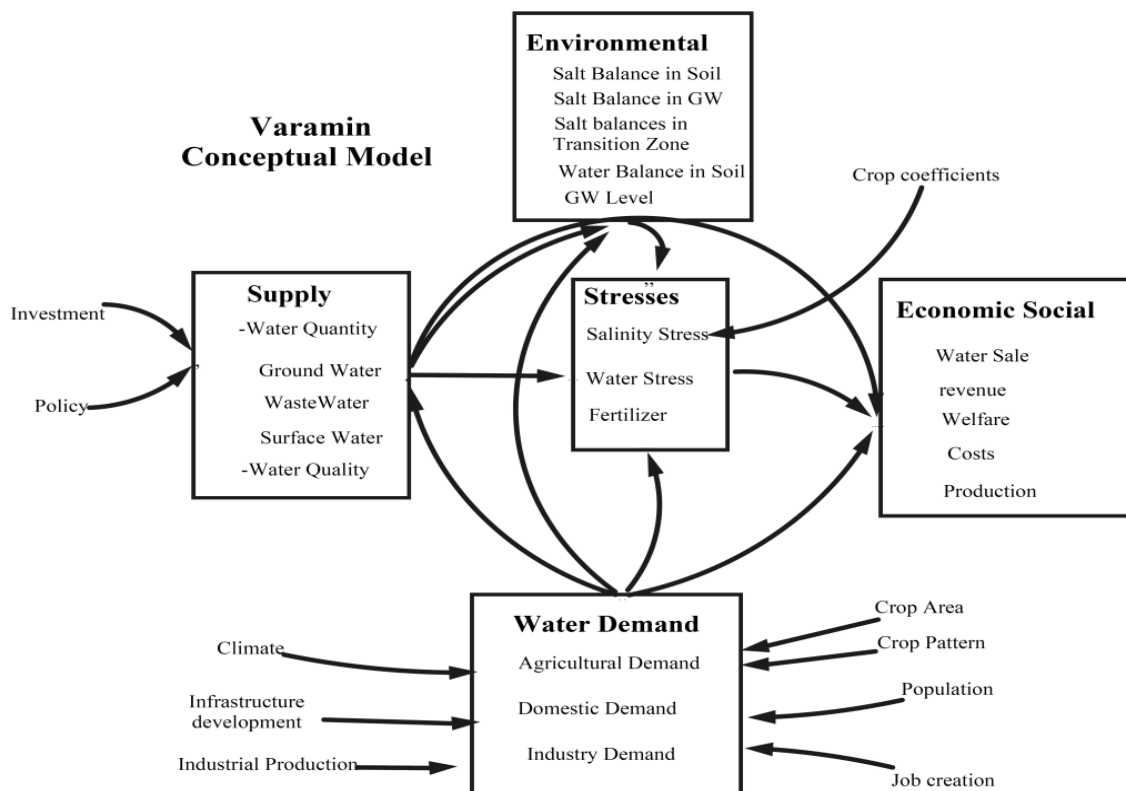 Varamin
Conceptual Model
Environmental
Salt Balance in Soil
Salt Balance in GW
Salt balances in
Transition Zone
Water Balance in Soil
GW Level
Crop coefficients
Investment
Policy
Supply
-Water Quantity
Ground Water
WasteWater
Surface Water
-Water Quality
Stresses
Salinity Stress
Water Stress
Fertilizer
Economic Social
Water Sale
revenue
Welfare
Costs
Production
Water Demand
Agricultural Demand
Domestic Demand
Industry Demand
Climate
Infrastructure
development
Industrial Production
Crop Area
Crop Pattern
Population
Job creation